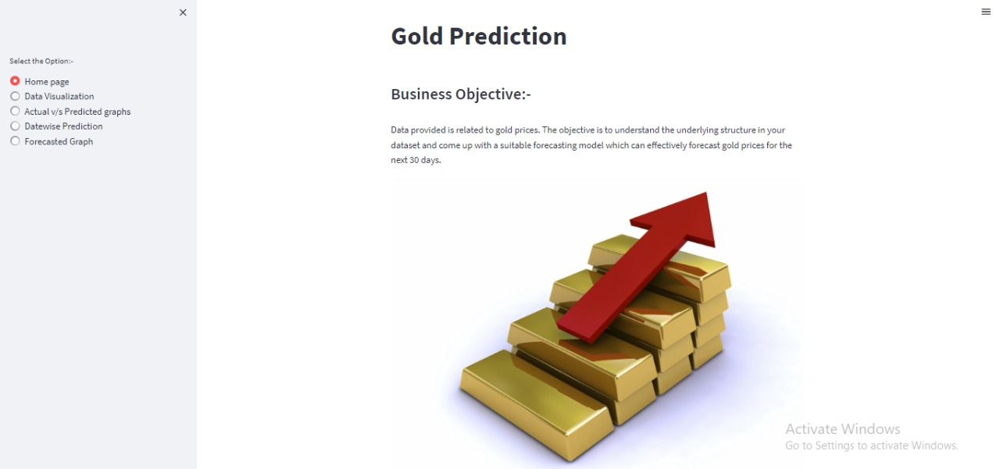 Select the Option:-
Home page
Data Visualization
Actual v/s Predicted graphs
Datewise Prediction
Forecasted Graph
Gold Prediction
Business Objective:-
Data provided is related to gold prices. The objective is to understand the underlying structure in your
dataset and come up with a suitable forecasting model which can effectively forecast gold prices for the
next 30 days.
Activate Windows
Go to Settings to activate Windows.